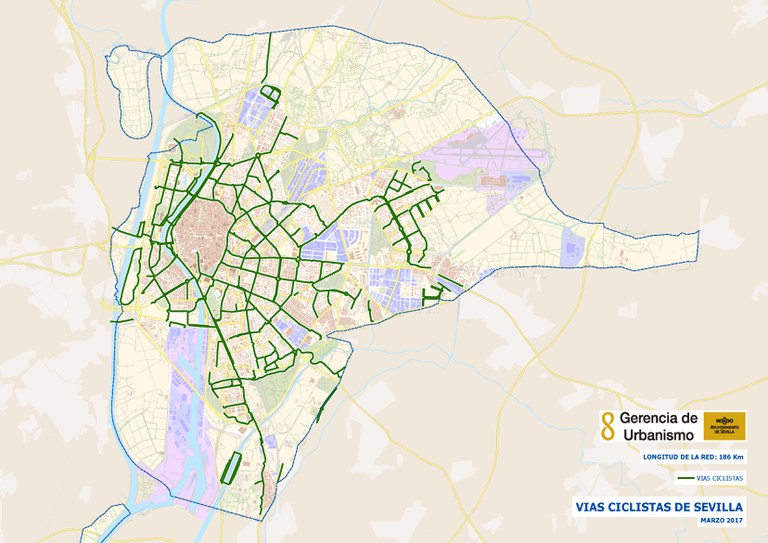 8 Gerencia de
Urbanismo
NO8DO
AYUNTAMIENTO
DE SEVILLA
LONGITUD DE LA RED: 186 Km
VIAS CICLISTAS
VIAS CICLISTAS DE SEVILLA
MARZO 2017